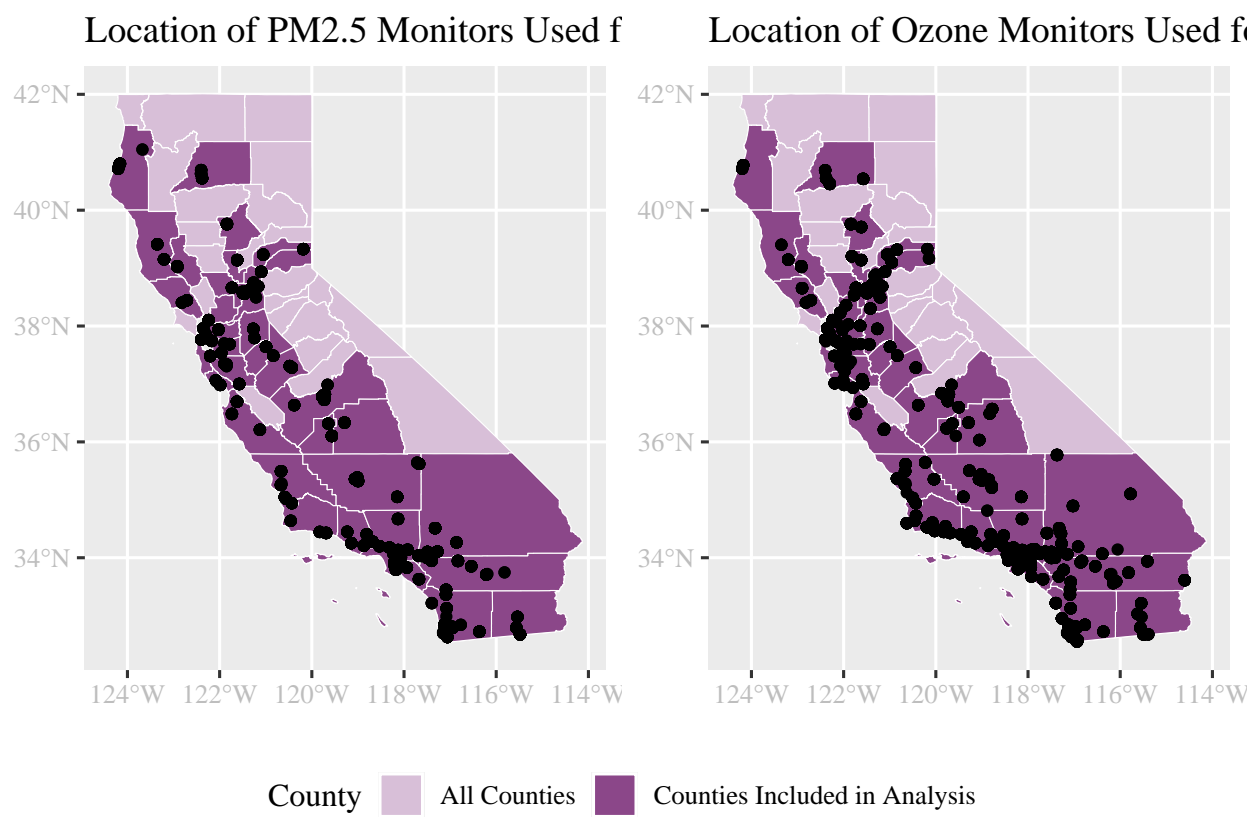 Location of PM2.5 Monitors Used f
Location of Ozone Monitors Used fo
42°N
40°N
38°N
36°N
34°N
124°W 122°W 120°W 118°W 116°W 114°W
42°N
40°N
38°N
36°N
34°N
124°W 122°W 120°W 118°W 116°W 114°W
County All Counties Counties Included in Analysis